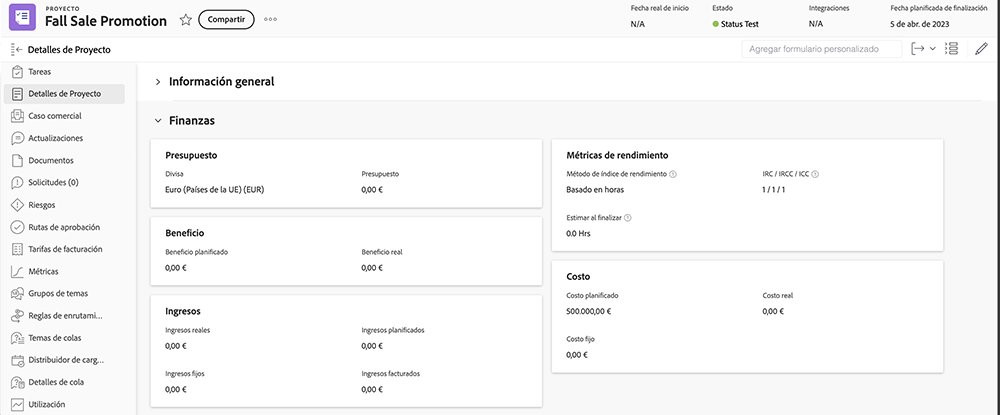 PROYECTO
Fall Sale Promotion
Compartir
Fecha real de inicio
N/A
Estado
Status Test
Integraciones
N/A
Fecha planificada de finalización
5 de abr. de 2023
Detalles de Proyecto
Agregar formulario personalizado
Tareas
Detalles de Proyecto
Caso comercial
Actualizaciones
Documentos
Solicitudes (0)
Riesgos
Rutas de aprobación
Tarifas de facturación
Métricas
Grupos de temas
Reglas de enrutami...
Temas de colas
Distribuidor de carg...
Detalles de cola
Utilización
Información general
Finanzas
Presupuesto
Divisa
Euro (Países de la UE) (EUR)
Presupuesto
0,00 €
Beneficio
Beneficio planificado
0,00 €
Beneficio real
0,00 €
Ingresos
Ingresos reales
0,00 €
Ingresos planificados
0,00 €
Ingresos fijos
0,00 €
Ingresos facturados
0,00 €
Métricas de rendimiento
Método de índice de rendimiento
Basado en horas
IRC / IRCC / ICC
1 / 1 / 1
Estimar al finalizar
0.0 Hrs
Costo
Costo planificado
500.000,00 €
Costo real
0,00 €
Costo fijo
0,00 €